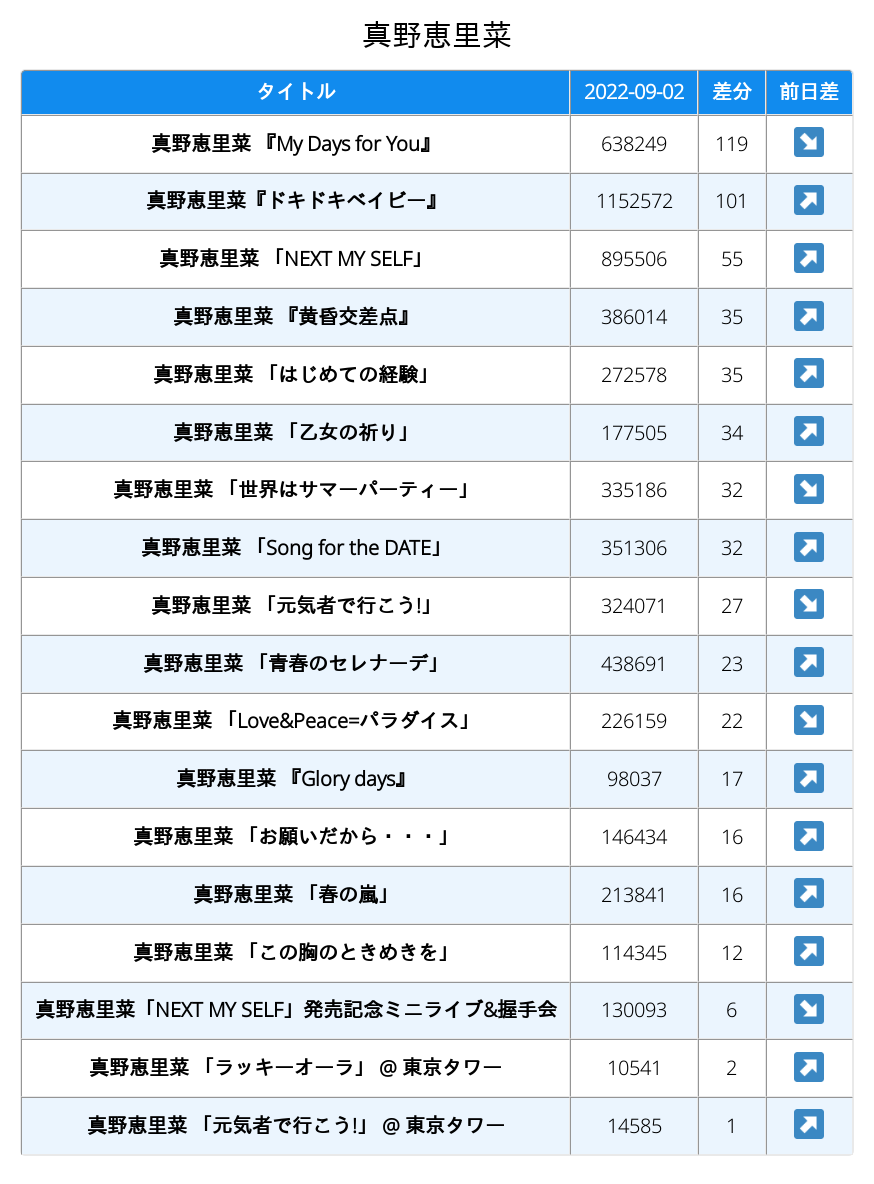 真野恵里菜
タイトル 2022-09-02 差分 前日差
真野恵里菜 『My Days for You』 638249 119 ↘
真野恵里菜『ドキドキベイビー』 1152572 101 ↗
真野恵里菜 「NEXT MY SELF」 895506 55 ↗
真野恵里菜 『黄昏交差点』 386014 35 ↗
真野恵里菜 「はじめての経験」 272578 35 ↗
真野恵里菜 「乙女の祈り」 177505 34 ↗
真野恵里菜 「世界はサマーパーティー」 335186 32 ↘
真野恵里菜 「Song for the DATE」 351306 32 ↗
真野恵里菜 「元気者で行こう!」 324071 27 ↘
真野恵里菜 「青春のセレナーデ」 438691 23 ↗
真野恵里菜 「Love&Peace=パラダイス」 226159 22 ↘
真野恵里菜 『Glory days』 98037 17 ↗
真野恵里菜 「お願いだから・・・」 146434 16 ↗
真野恵里菜 「春の嵐」 213841 16 ↗
真野恵里菜 「この胸のときめきを」 114345 12 ↗
真野恵里菜「NEXT MY SELF」発売記念ミニライブ&握手会 130093 6 ↘
真野恵里菜 「ラッキーオーラ」 @ 東京タワー 10541 2 ↗
真野恵里菜 「元気者で行こう!」 @ 東京タワー 14585 1 ↗